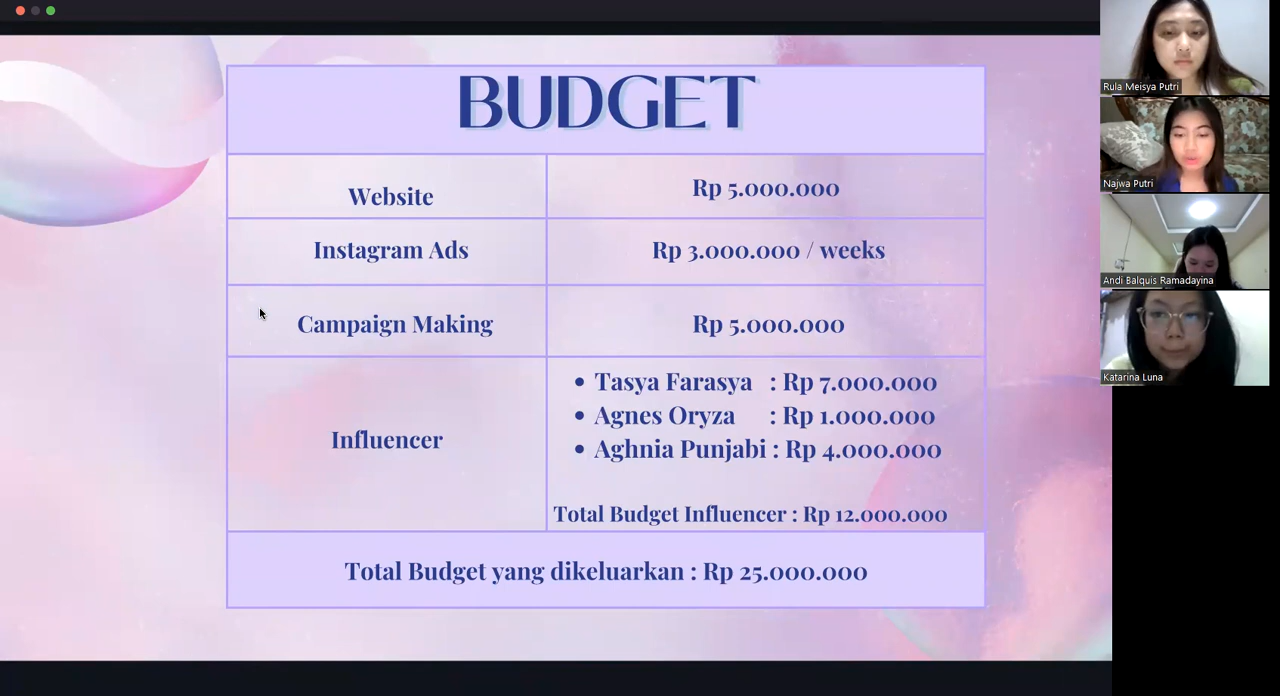 BUDGET
Website
Rp 5.000.000
Instagram Ads
Rp 3.000.000 / weeks
Campaign Making
Rp 5.000.000
Influencer
• Tasya Farasya : Rp 7.000.000
• Agnes Oryza : Rp 1.000.000
• Aghnia Punjabi : Rp 4.000.000
Total Budget Influencer : Rp 12.000.000
Total Budget yang dikeluarkan : Rp 25.000.000
Rula Meisya Putri
Najwa Putri
Andi Balquis Ramadayina
Katarina Luna